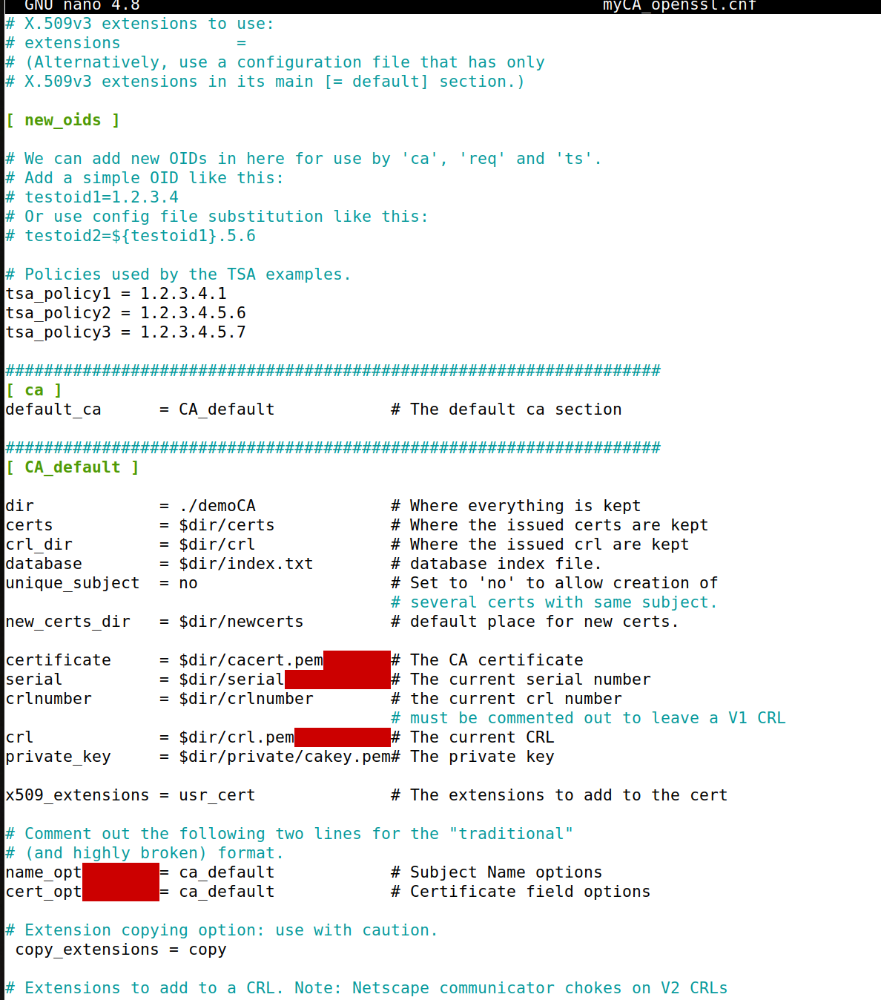 GNU nano 4.8                                                myCA_openssl.cnf
# X.509v3 extensions to use:
# extensions            =
# (Alternatively, use a configuration file that has only
# X.509v3 extensions in its main [= default] section.)

[ new_oids ]

# We can add new OIDs in here for use by 'ca', 'req' and 'ts'.
# Add a simple OID like this:
# testoid1=1.2.3.4
# Or use config file substitution like this:
# testoid2=${testoid1}.5.6

# Policies used by the TSA examples.
tsa_policy1 = 1.2.3.4.1
tsa_policy2 = 1.2.3.4.5.6
tsa_policy3 = 1.2.3.4.5.7

####################################################################
[ ca ]
default_ca      = CA_default            # The default ca section

####################################################################
[ CA_default ]

dir             = ./demoCA              # Where everything is kept
certs           = $dir/certs            # Where the issued certs are kept
crl_dir         = $dir/crl              # Where the issued crl are kept
database        = $dir/index.txt        # database index file.
unique_subject  = no                    # Set to 'no' to allow creation of
                                        # several certs with same subject.
new_certs_dir   = $dir/newcerts         # default place for new certs.

certificate     = $dir/cacert.pem       # The CA certificate
serial          = $dir/serial           # The current serial number
crlnumber       = $dir/crlnumber        # the current crl number
                                        # must be commented out to leave a V1 CRL
crl             = $dir/crl.pem          # The current CRL
private_key     = $dir/private/cakey.pem# The private key

x509_extensions = usr_cert              # The extensions to add to the cert

# Comment out the following two lines for the "traditional"
# (and highly broken) format.
name_opt        = ca_default            # Subject Name options
cert_opt        = ca_default            # Certificate field options

# Extension copying option: use with caution.
 copy_extensions = copy

# Extensions to add to a CRL. Note: Netscape communicator chokes on V2 CRLs